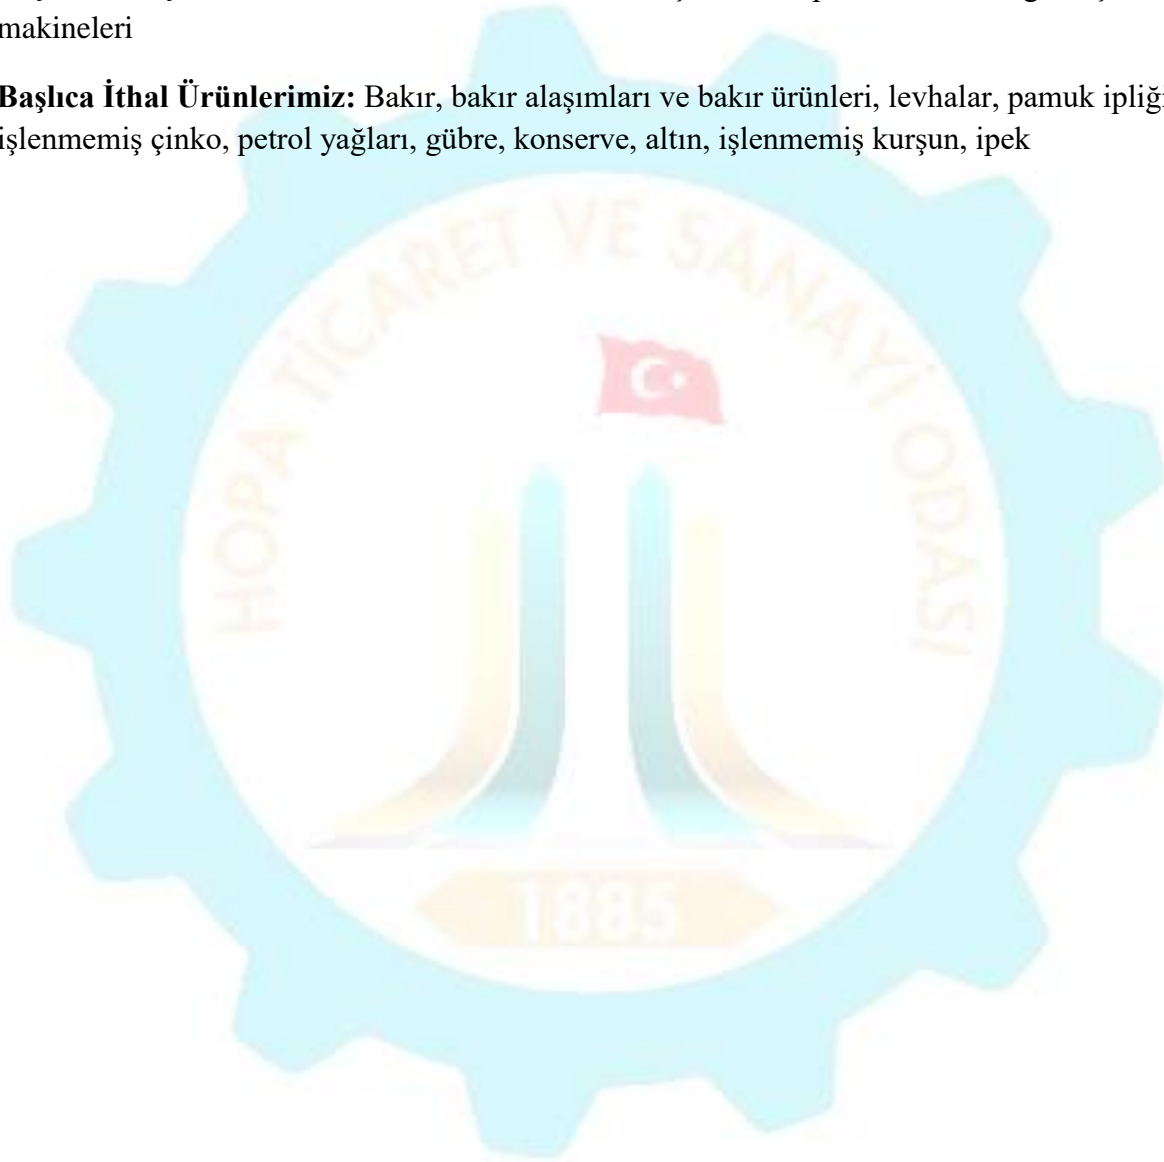 makineleri
Başlıca İthal Ürünlerimiz: Bakır, bakır alaşımları ve bakır ürünleri, levhalar, pamuk ipliği
işlenmemiş çinko, petrol yağları, gübre, konserve, altın, işlenmemiş kurşun, ipek
HOPA TİCARET VE SANAYİ ODASI
1885